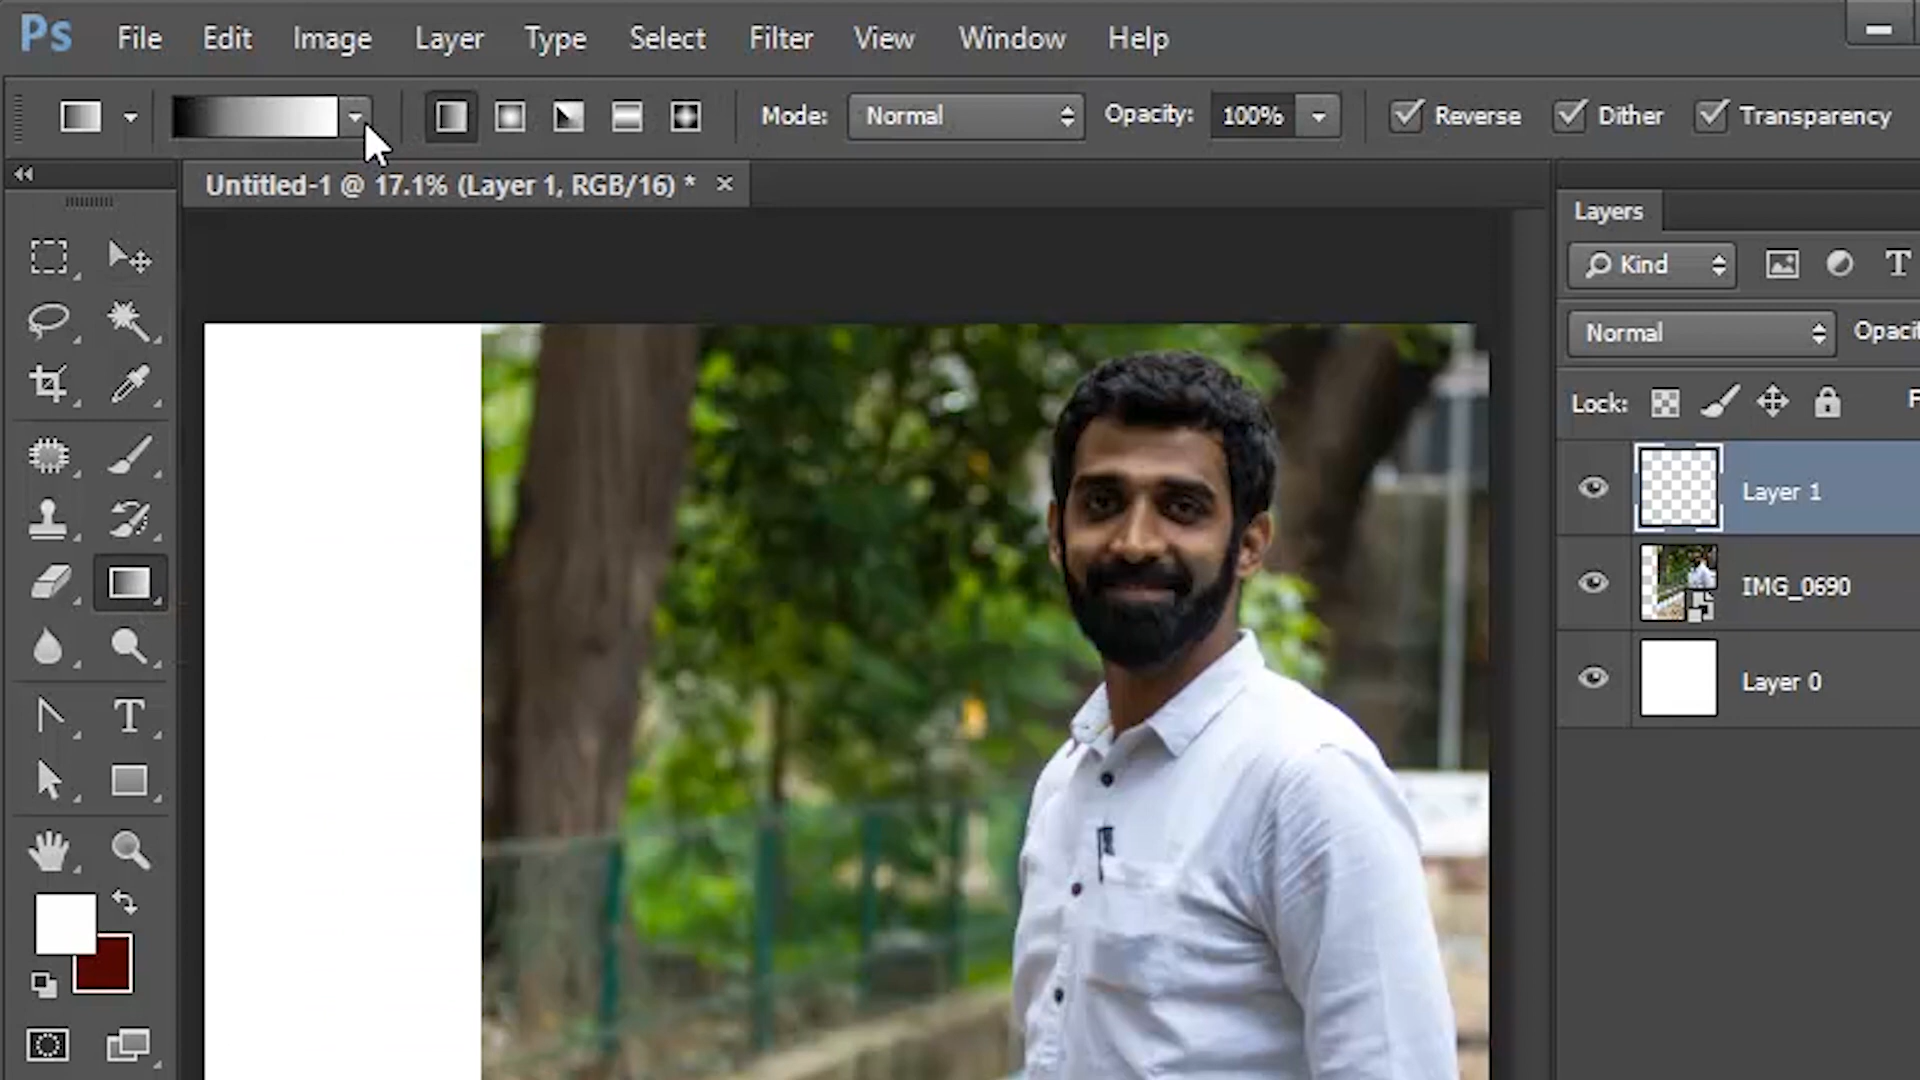 Ps File Edit Image Layer Type Select Filter View Window Help
Mode: Normal Opacity: 100% Reverse Dither Transparency
Untitled-1 @ 17.1% (Layer 1, RGB/16) * ×
Layers
Kind T
Normal Opaci
Lock: F
Layer 1
IMG_0690
Layer 0
T